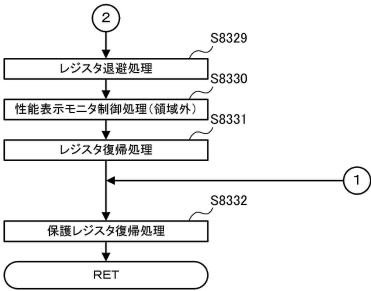 2
S8329
レジスタ退避処理
S8330
性能表示モニタ制御処理(領域外)
S8331
レジスタ復帰処理
1
S8332
保護レジスタ復帰処理
RET